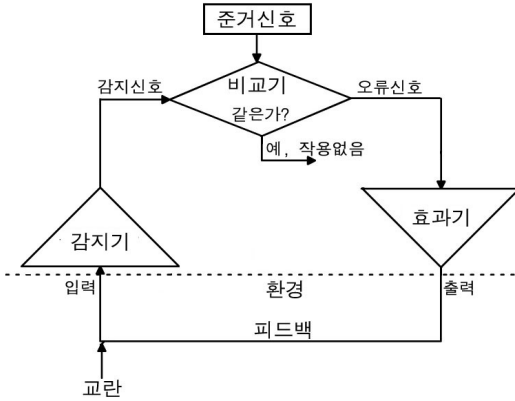 준거신호
비교기
같은가?
감지신호
오류신호
예, 작용없음
감지기
효과기
입력
환경
출력
피드백
교란